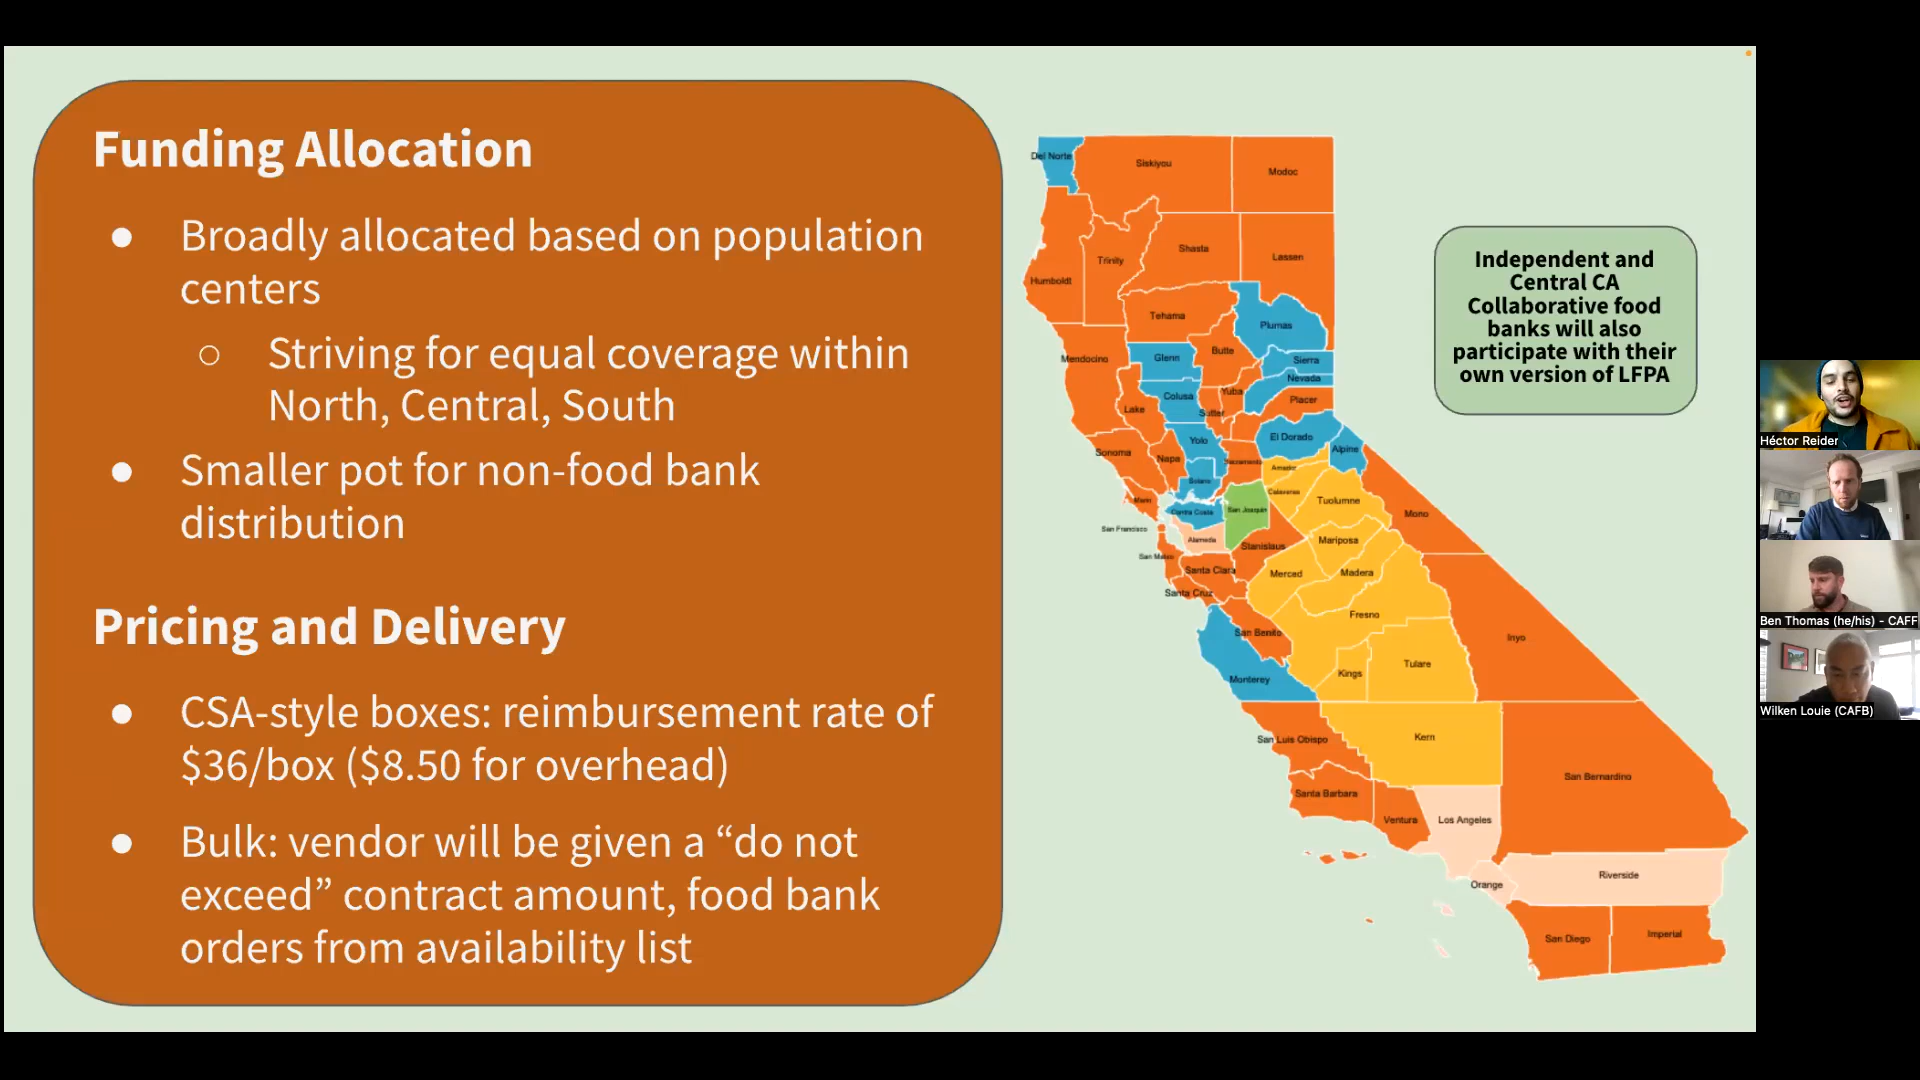 Funding Allocation
● Broadly allocated based on population
centers
○ Striving for equal coverage within
North, Central, South
● Smaller pot for non-food bank
distribution
Pricing and Delivery
● CSA-style boxes: reimbursement rate of
$36/box ($8.50 for overhead)
● Bulk: vendor will be given a “do not
exceed” contract amount, food bank
orders from availability list
Del Norte
Siskiyou
Modoc
Shasta
Lassen
Trinity
Humboldt
Tehama
Plumas
Mendocino
Glenn
Butte
Sierra
Nevada
Colusa
Yuba
Placer
Lake
Sutter
Yolo
El Dorado
Alpine
Sonoma
Napa
Sacramento
Amador
Solano
Calaveras
Tuolumne
Marin
Contra Costa
San Joaquin
Mono
San Francisco
Alameda
Stanislaus
Mariposa
San Mateo
Santa Clara
Merced
Madera
Santa Cruz
Fresno
San Benito
Inyo
Monterey
Kings
Tulare
San Luis Obispo
Kern
San Bernardino
Santa Barbara
Ventura
Los Angeles
Orange
Riverside
San Diego
Imperial
Independent and
Central CA
Collaborative food
banks will also
participate with their
own version of LFPA
Héctor Reider
Ben Thomas (he/his) - CAFF
Wilken Louie (CAFB)